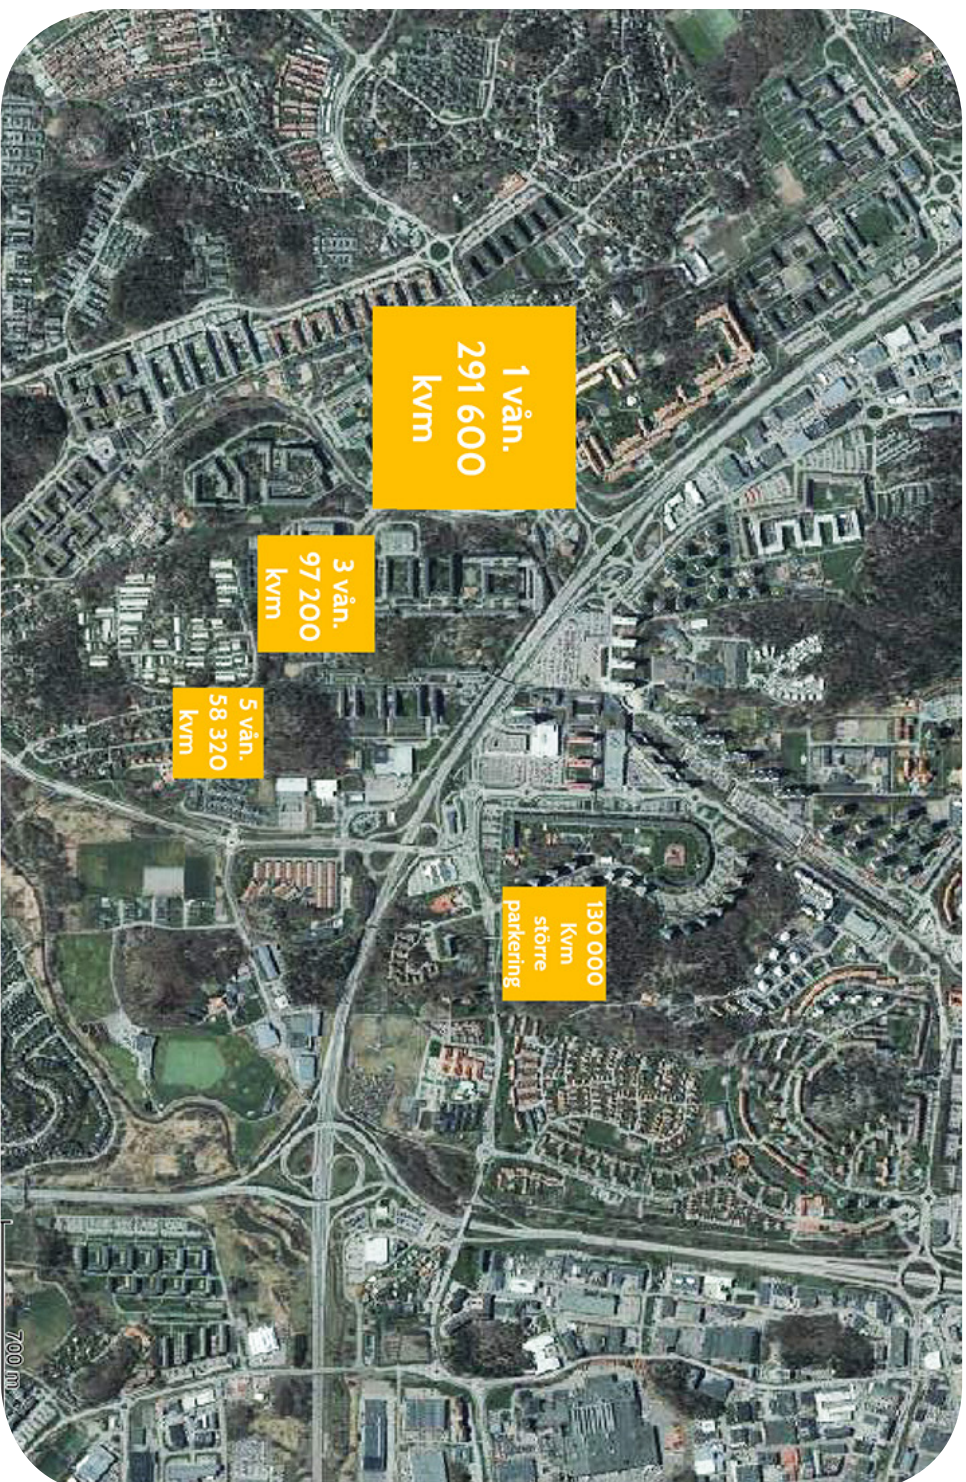 1 vån.
291 600
kvm
3 vån.
97 200
kvm
5 vån.
58 320
kvm
130 000
Kvm
större
parkering
700 m